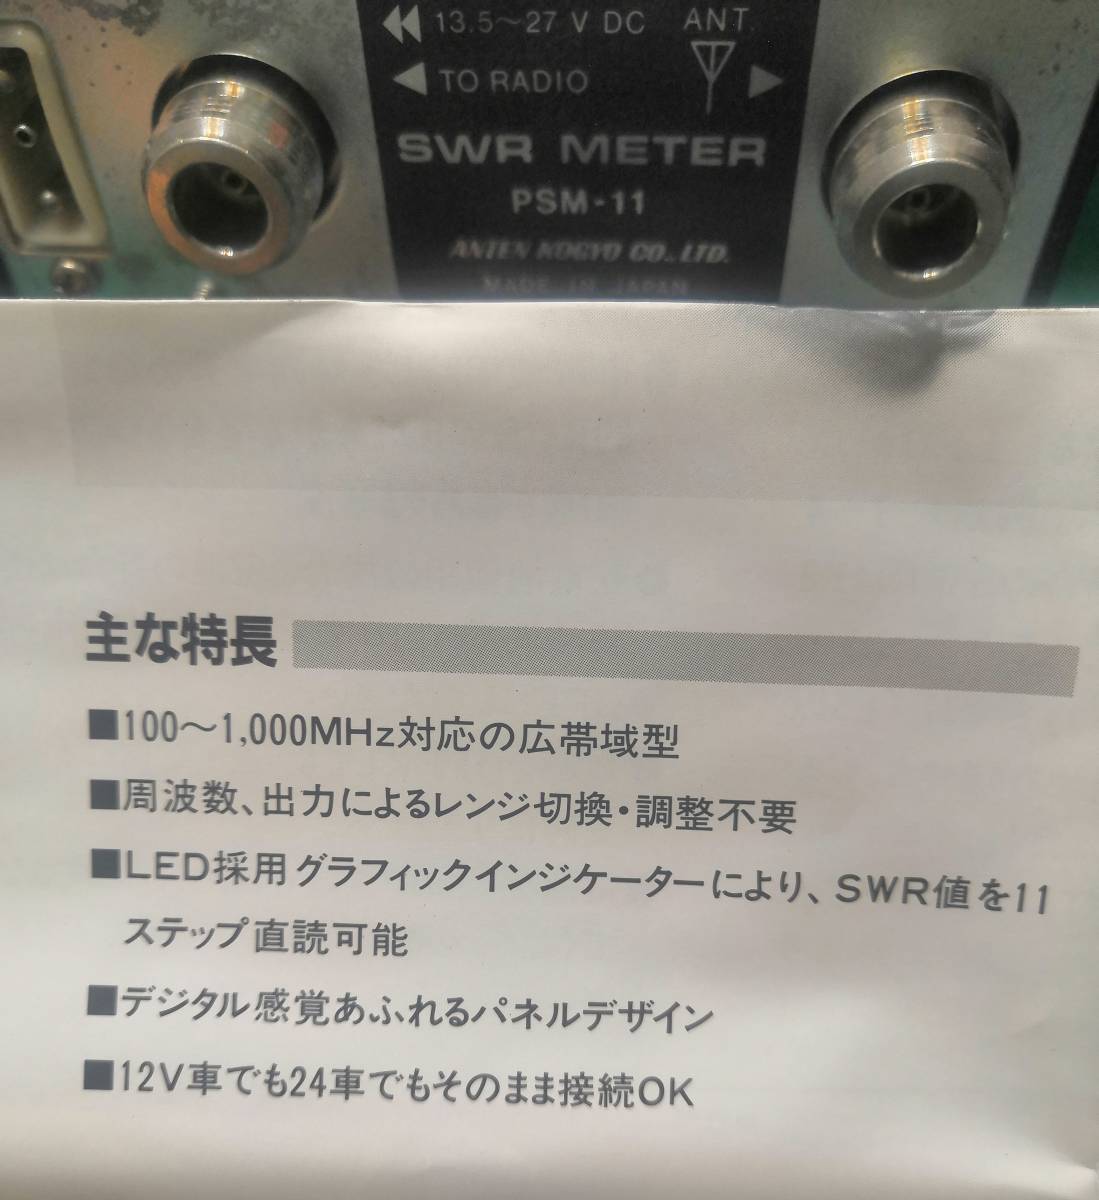 13.5～27 V DC ANT.
TO RADIO
SWR METER
PSM-11
ANTEN KOGYO CO., LTD.
MADE IN JAPAN
主な特長
■100～1,000MHz対応の広帯域型
■周波数、出力によるレンジ切換・調整不要
■LED採用グラフィックインジケーターにより、SWR値を11
ステップ直読可能
■デジタル感覚あふれるパネルデザイン
■12V車でも24車でもそのまま接続OK